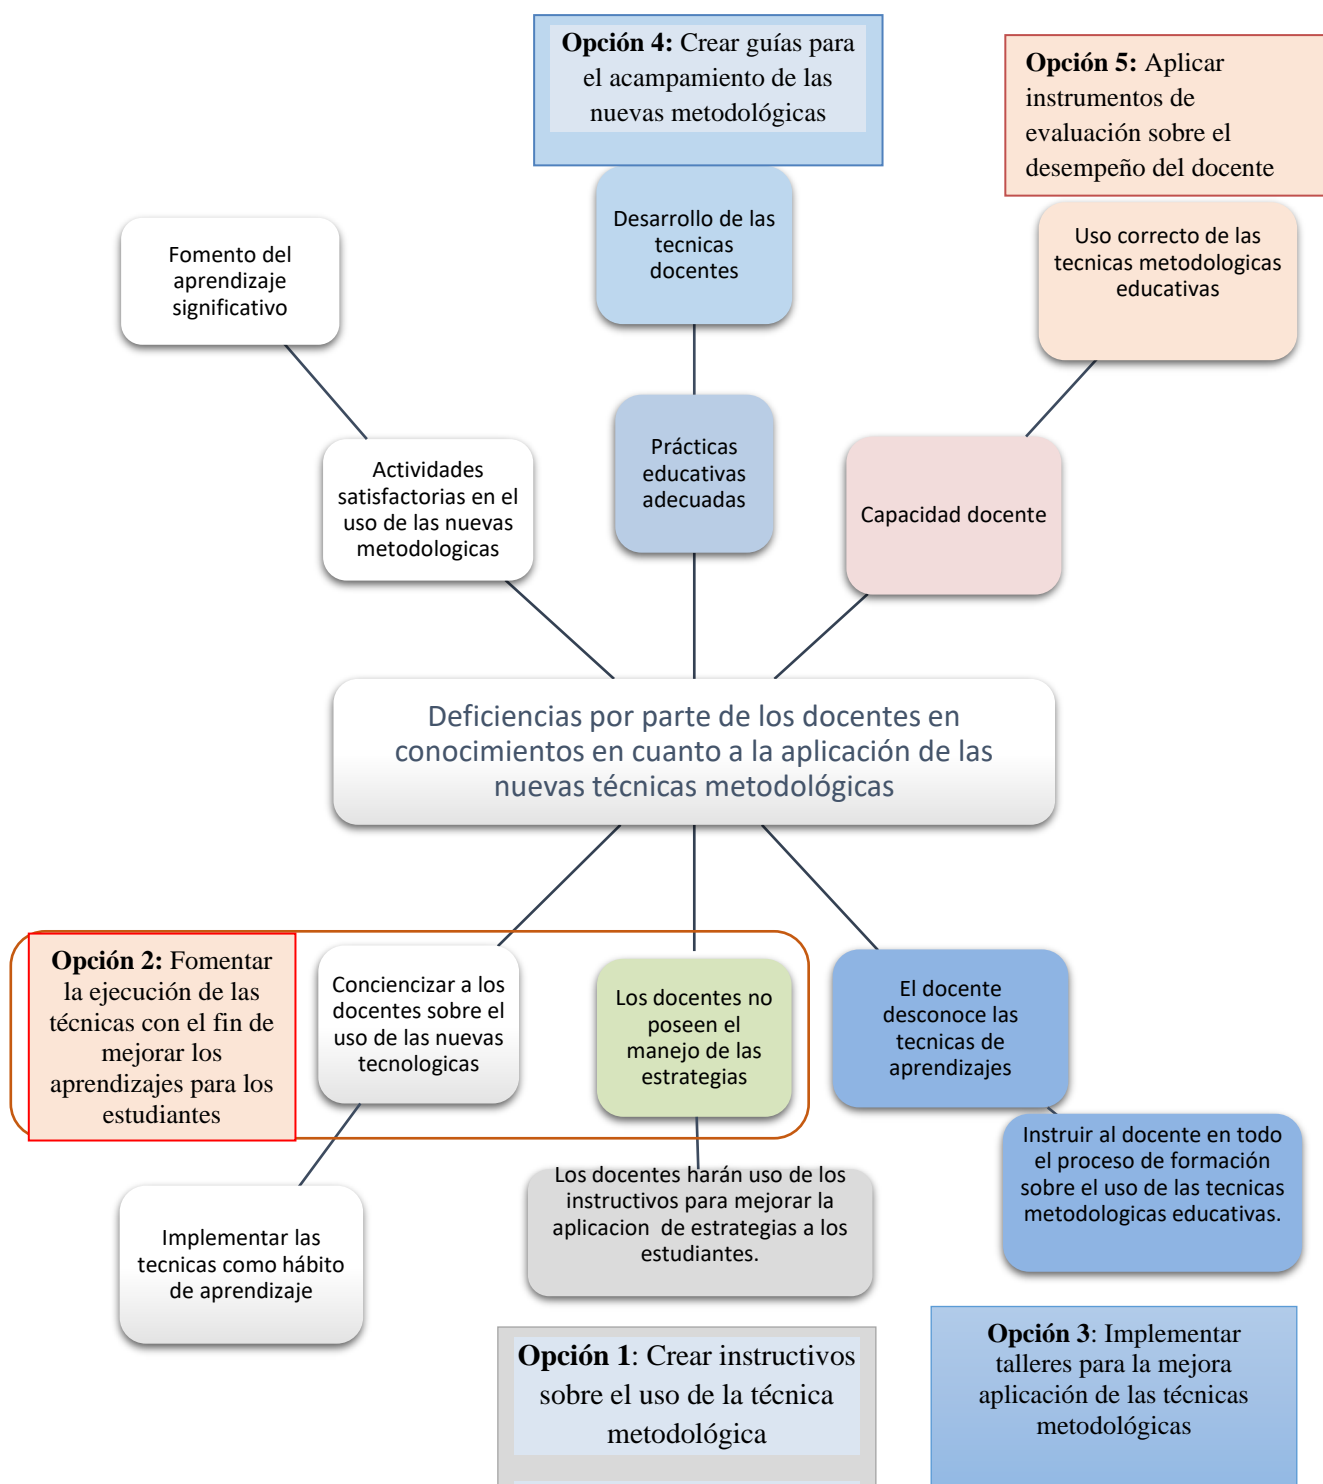 Opción 4: Crear guías para
el acampamiento de las
nuevas metodológicas
Opción 5: Aplicar
instrumentos de
evaluación sobre el
desempeño del docente
Desarrollo de las
tecnicas
docentes
Uso correcto de las
tecnicas metodologicas
educativas
Fomento del
aprendizaje
significativo
Actividades
satisfactorias en el
uso de las nuevas
metodologicas
Prácticas
educativas
adecuadas
Capacidad docente
Deficiencias por parte de los docentes en
conocimientos en cuanto a la aplicación de las
nuevas técnicas metodológicas
Opción 2: Fomentar
la ejecución de las
técnicas con el fin de
mejorar los
aprendizajes para los
estudiantes
Conciencizar a los
docentes sobre el
uso de las nuevas
tecnologicas
Los docentes no
poseen el
manejo de las
estrategias
El docente
desconoce las
tecnicas de
aprendizajes
Implementar las
tecnicas como hábito
de aprendizaje
Los docentes harán uso de los
instructivos para mejorar la
aplicacion  de estrategias a los
estudiantes.
Instruir al docente en todo
el proceso de formación
sobre el uso de las tecnicas
metodologicas educativas.
Opción 1: Crear instructivos
sobre el uso de la técnica
metodológica
Opción 3: Implementar
talleres para la mejora
aplicación de las técnicas
metodológicas